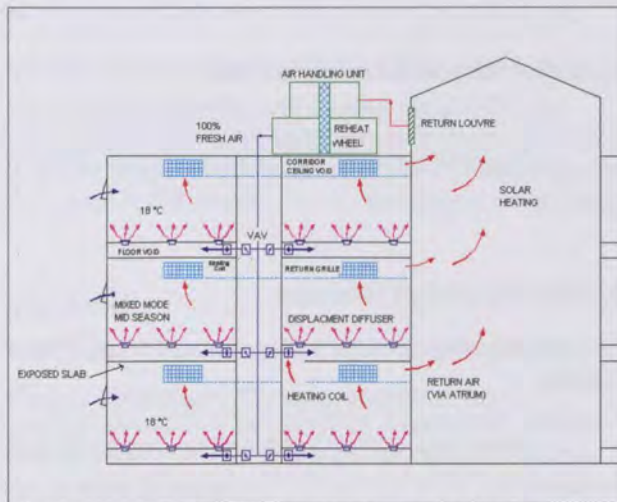 AIR HANDLING UNIT
100%
FRESH AIR
REHEAT
WHEEL
RETURN LOUVRE
CORRIDOR
CEILING VOID
18 °C
SOLAR
HEATING
VAV
FLOOR VOID
RETURN GRILLE
MIXED MODE
MID SEASON
DISPLACMENT DIFFUSER
EXPOSED SLAB
RETURN AIR
(VIA ATRIUM)
HEATING COIL
18 °C